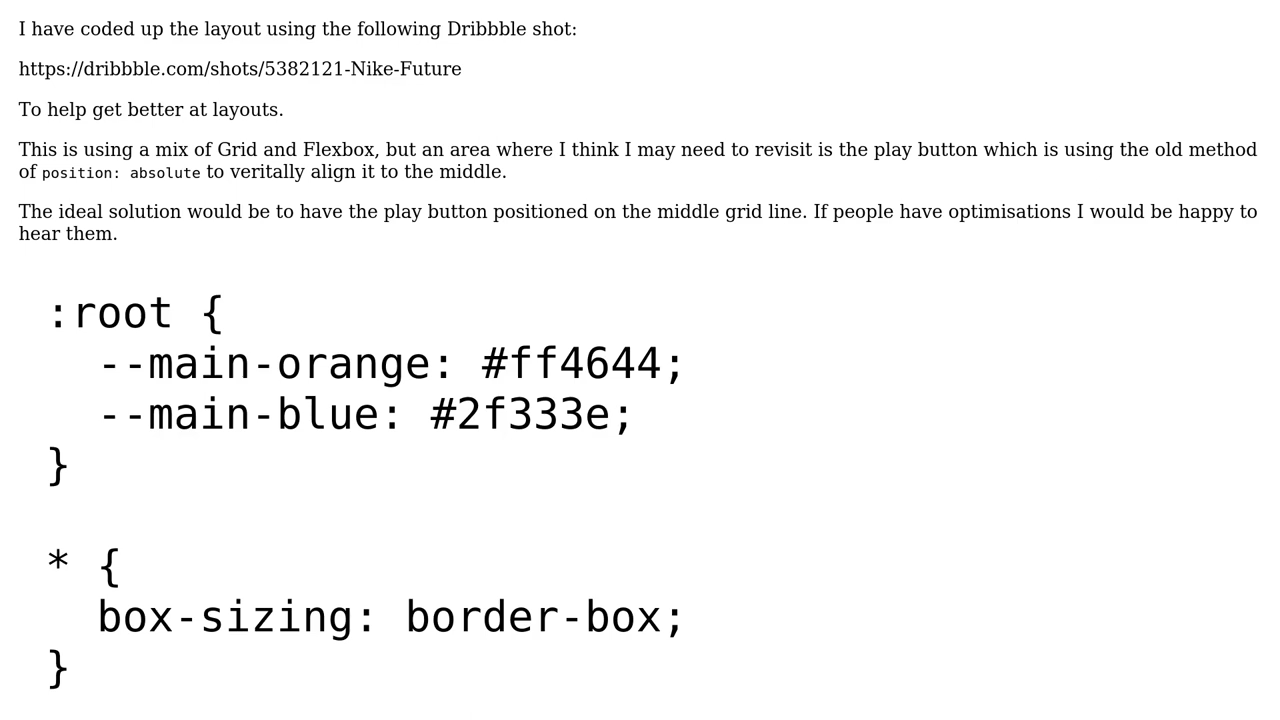 I have coded up the layout using the following Dribbble shot:
https://dribbble.com/shots/5382121-Nike-Future
To help get better at layouts.
This is using a mix of Grid and Flexbox, but an area where I think I may need to revisit is the play button which is using the old method
of position: absolute to veritally align it to the middle.
The ideal solution would be to have the play button positioned on the middle grid line. If people have optimisations I would be happy to
hear them.
:root {
  --main-orange: #ff4644;
  --main-blue: #2f333e;
}
* {
  box-sizing: border-box;
}